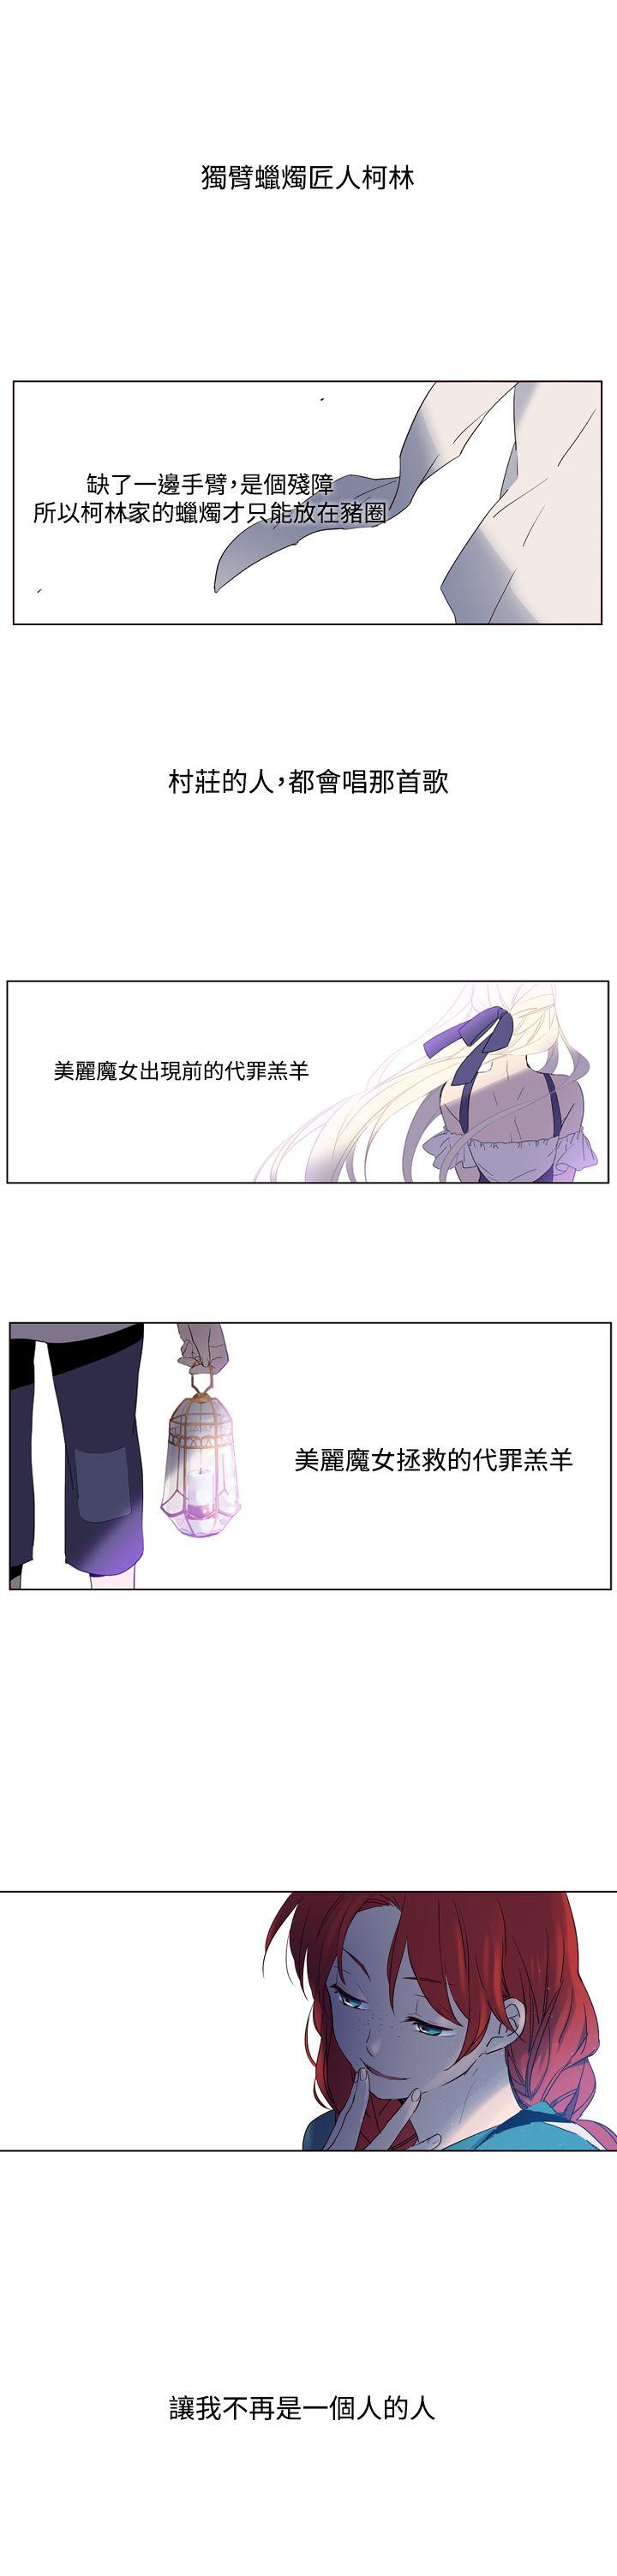 獨臂蠟燭匠人柯林
缺了一邊手臂，是個殘障
所以柯林家的蠟燭才只能放在豬圈
村莊的人，都會唱那首歌
美麗魔女出現前的代罪羔羊
美麗魔女拯救的代罪羔羊
讓我不再是一個人的人